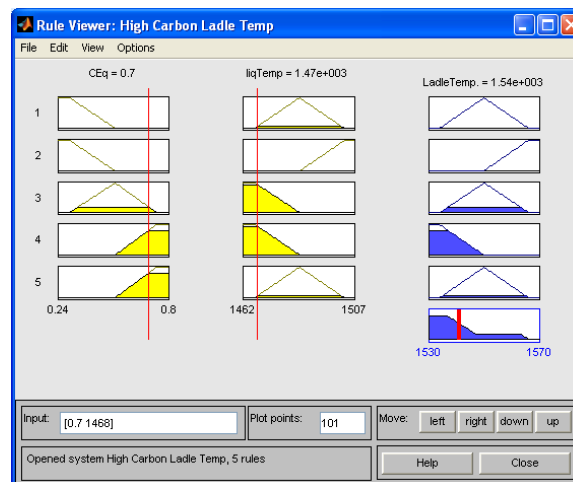 Rule Viewer: High Carbon Ladle Temp
File Edit View Options
CEq = 0.7
liqTemp = 1.47e+003
LadleTemp. = 1.54e+003
1
2
3
4
5
0.24 0.8
1462 1507
1530 1570
Input: [0.7 1468]
Plot points: 101
Move: left right down up
Opened system High Carbon Ladle Temp, 5 rules
Help Close